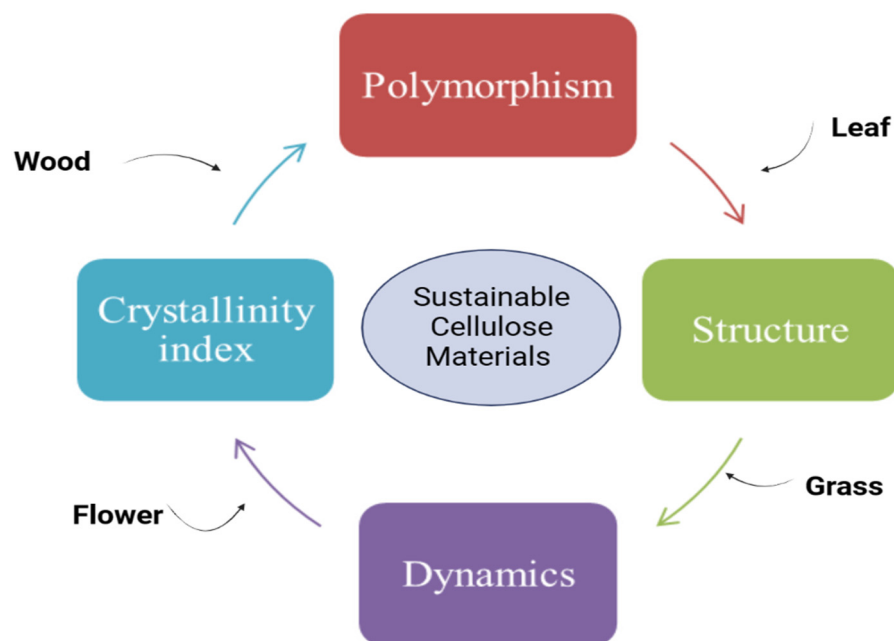 Polymorphism
Leaf
Wood
Crystallinity
index
Sustainable
Cellulose
Materials
Structure
Grass
Flower
Dynamics